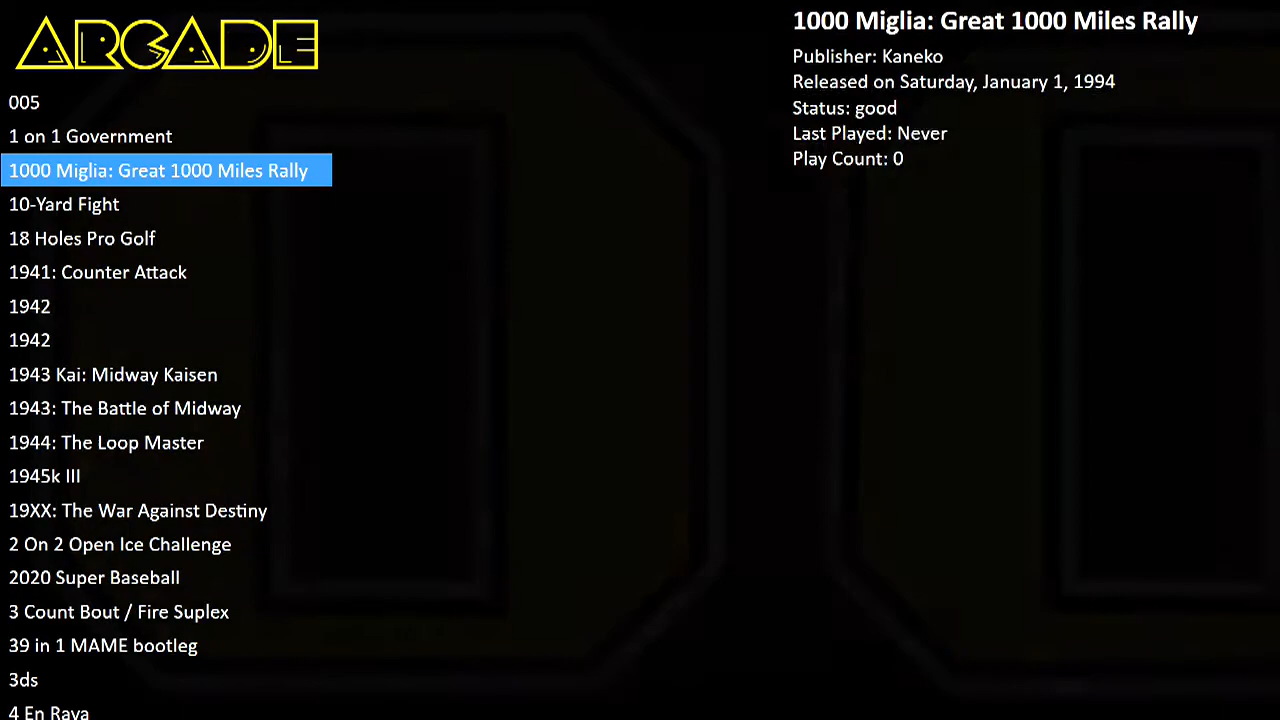 ARCADE
005
1 on 1 Government
1000 Miglia: Great 1000 Miles Rally
10-Yard Fight
18 Holes Pro Golf
1941: Counter Attack
1942
1942
1943 Kai: Midway Kaisen
1943: The Battle of Midway
1944: The Loop Master
1945k III
19XX: The War Against Destiny
2 On 2 Open Ice Challenge
2020 Super Baseball
3 Count Bout / Fire Suplex
39 in 1 MAME bootleg
3ds
4 En Raya
1000 Miglia: Great 1000 Miles Rally
Publisher: Kaneko
Released on Saturday, January 1, 1994
Status: good
Last Played: Never
Play Count: 0